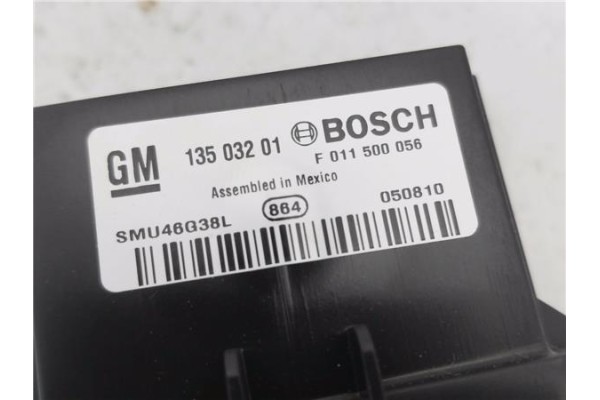 GM 135 032 01 BOSCH
F 011 500 056
Assembled in Mexico
SMU46G38L 864 050810